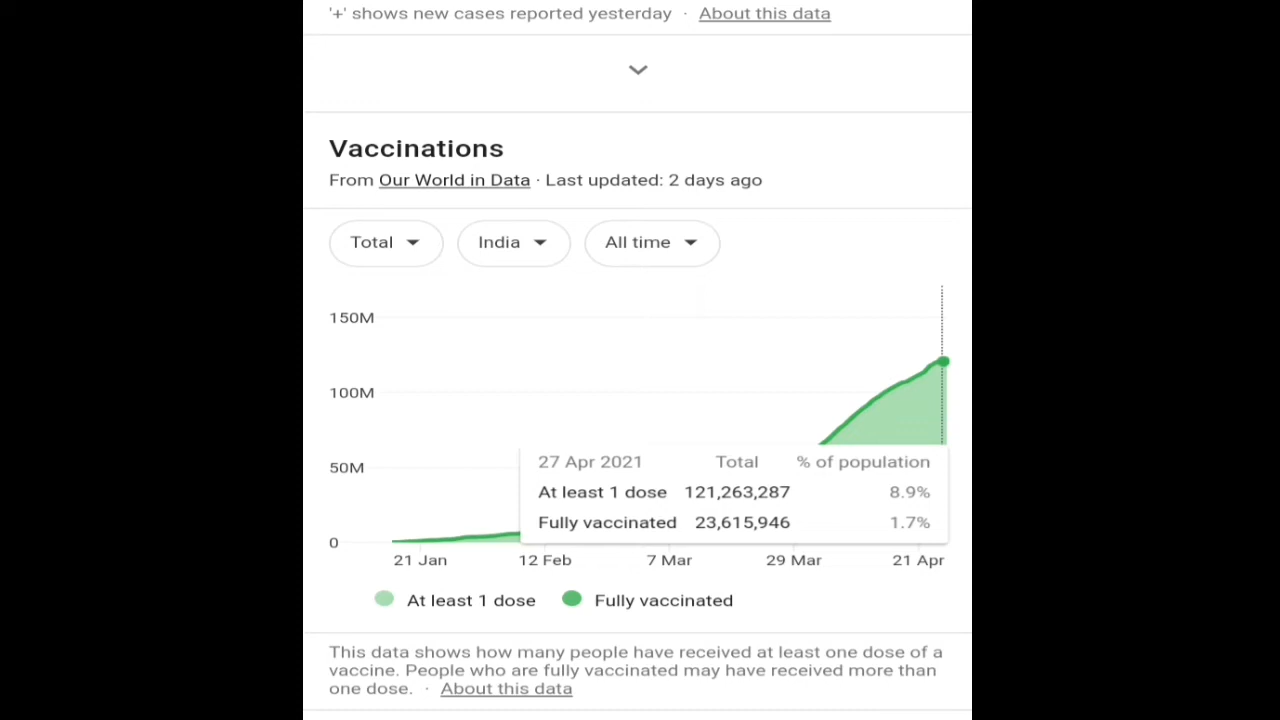 '+' shows new cases reported yesterday · About this data
Vaccinations
From Our World in Data · Last updated: 2 days ago
Total India All time
150M
100M
50M
0
27 Apr 2021 Total % of population
At least 1 dose 121,263,287 8.9%
Fully vaccinated 23,615,946 1.7%
21 Jan 12 Feb 7 Mar 29 Mar 21 Apr
At least 1 dose Fully vaccinated
This data shows how many people have received at least one dose of a
vaccine. People who are fully vaccinated may have received more than
one dose. · About this data